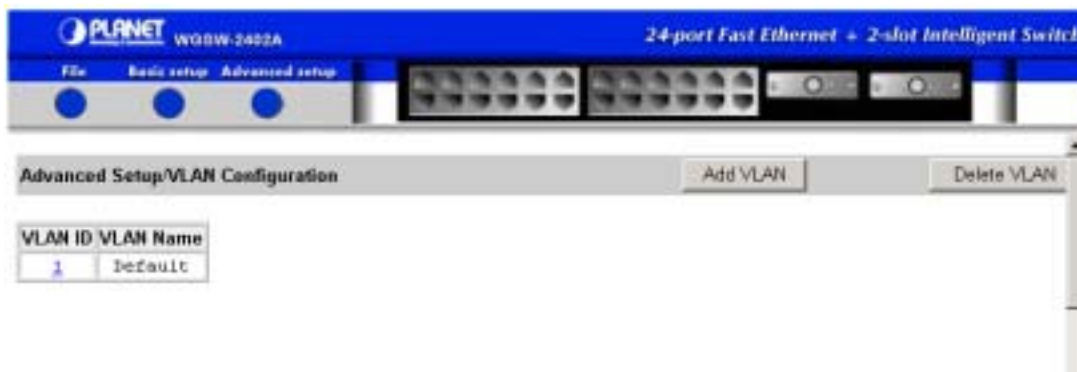 PLANET WGSW-2402A
24-port Fast Ethernet + 2-slot Intelligent Switch
File Basic setup Advanced setup
Advanced Setup/VLAN Configuration Add VLAN Delete VLAN
VLAN ID VLAN Name
1 Default